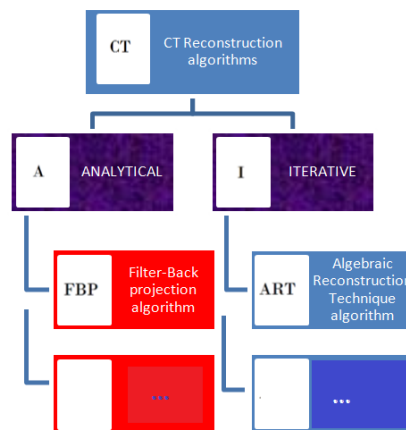 CT
CT Reconstruction
algorithms
A
ANALYTICAL
I
ITERATIVE
FBP
Filter-Back
projection
algorithm
ART
Algebraic
Reconstruction
Technique
algorithm
...
...